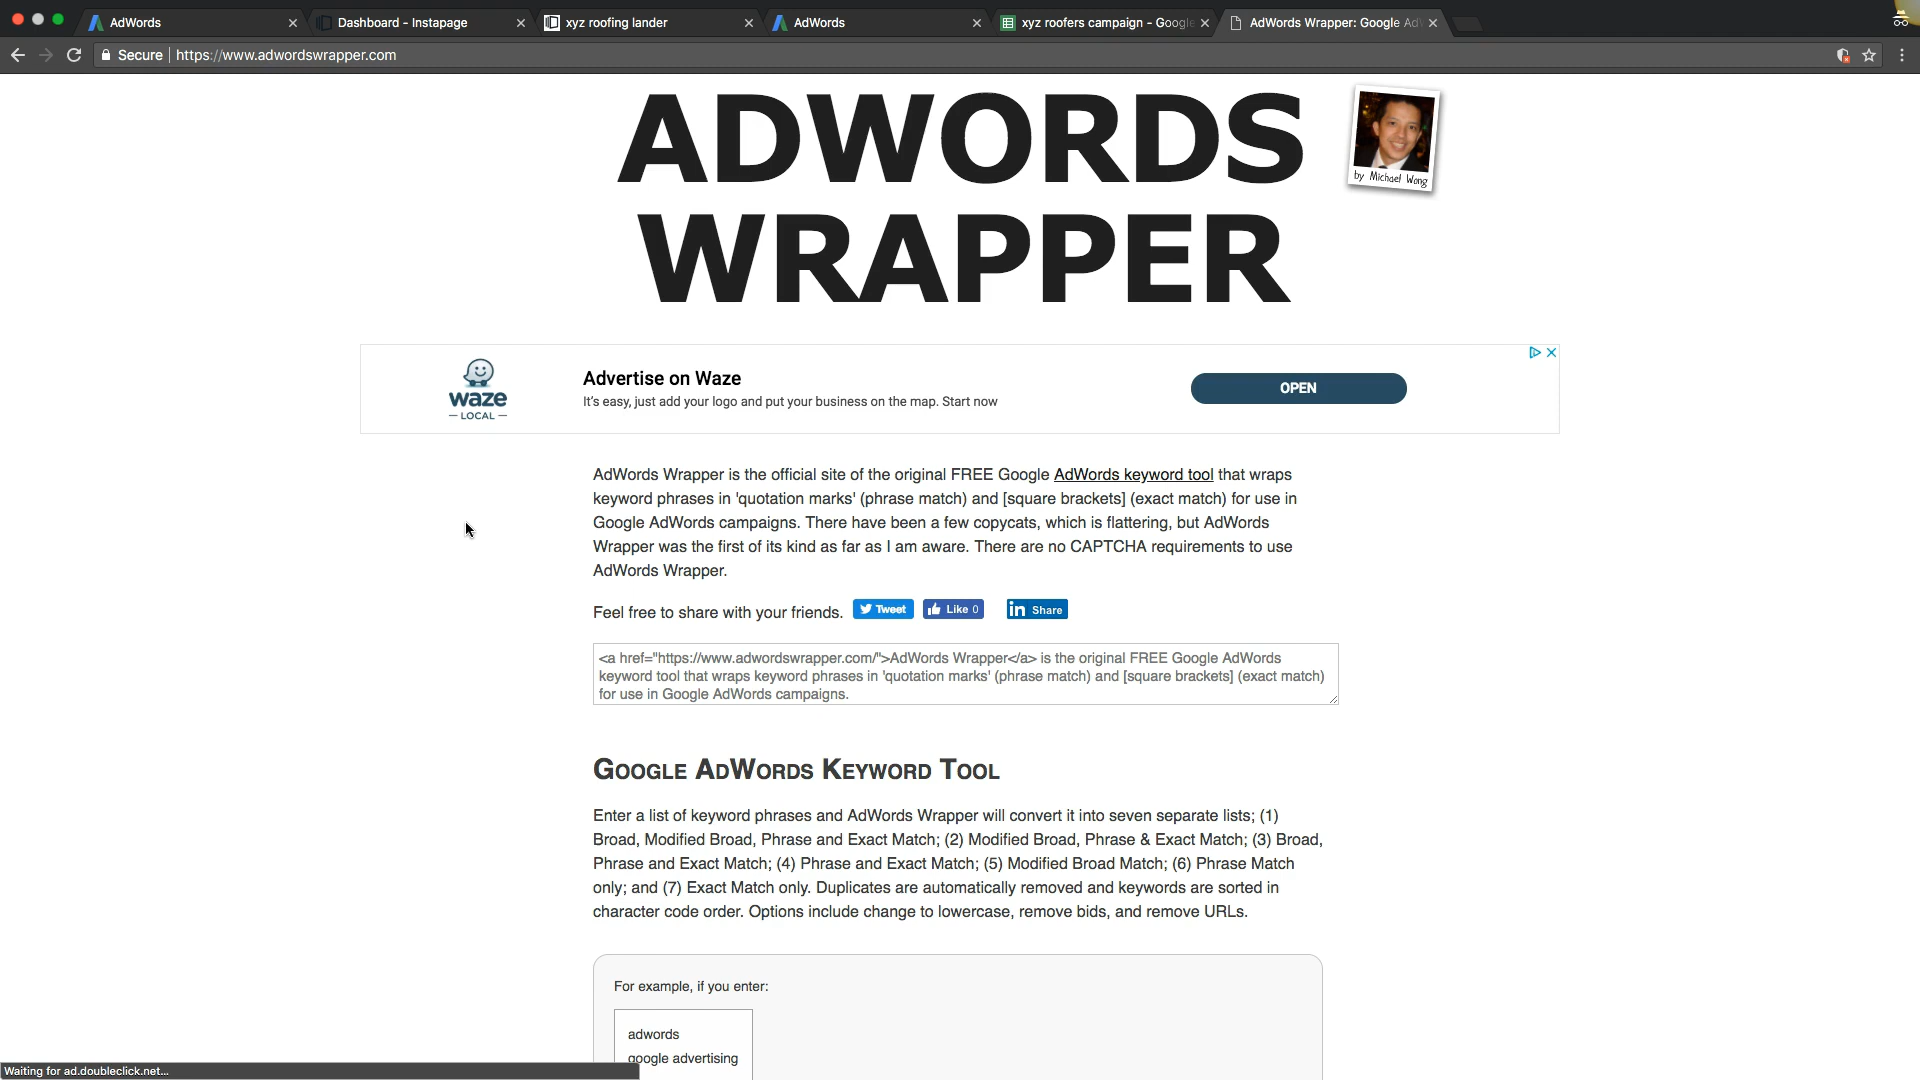 AdWords
Dashboard - Instapage
xyz roofing lander
AdWords
xyz roofers campaign - Google
AdWords Wrapper: Google Ad
Secure
https://www.adwordswrapper.com
ADWORDS
WRAPPER
by Michael Wong
waze
LOCAL
Advertise on Waze
It's easy, just add your logo and put your business on the map. Start now
OPEN
AdWords Wrapper is the official site of the original FREE Google AdWords keyword tool that wraps
keyword phrases in 'quotation marks' (phrase match) and [square brackets] (exact match) for use in
Google AdWords campaigns. There have been a few copycats, which is flattering, but AdWords
Wrapper was the first of its kind as far as I am aware. There are no CAPTCHA requirements to use
AdWords Wrapper.
Feel free to share with your friends.
Tweet
Like 0
in Share
<a href="https://www.adwordswrapper.com/">AdWords Wrapper</a> is the original FREE Google AdWords
keyword tool that wraps keyword phrases in 'quotation marks' (phrase match) and [square brackets] (exact match)
for use in Google AdWords campaigns.
GOOGLE ADWORDS KEYWORD TOOL
Enter a list of keyword phrases and AdWords Wrapper will convert it into seven separate lists; (1)
Broad, Modified Broad, Phrase and Exact Match; (2) Modified Broad, Phrase & Exact Match; (3) Broad,
Phrase and Exact Match; (4) Phrase and Exact Match; (5) Modified Broad Match; (6) Phrase Match
only; and (7) Exact Match only. Duplicates are automatically removed and keywords are sorted in
character code order. Options include change to lowercase, remove bids, and remove URLs.
For example, if you enter:
adwords
google advertising
Waiting for ad.doubleclick.net...